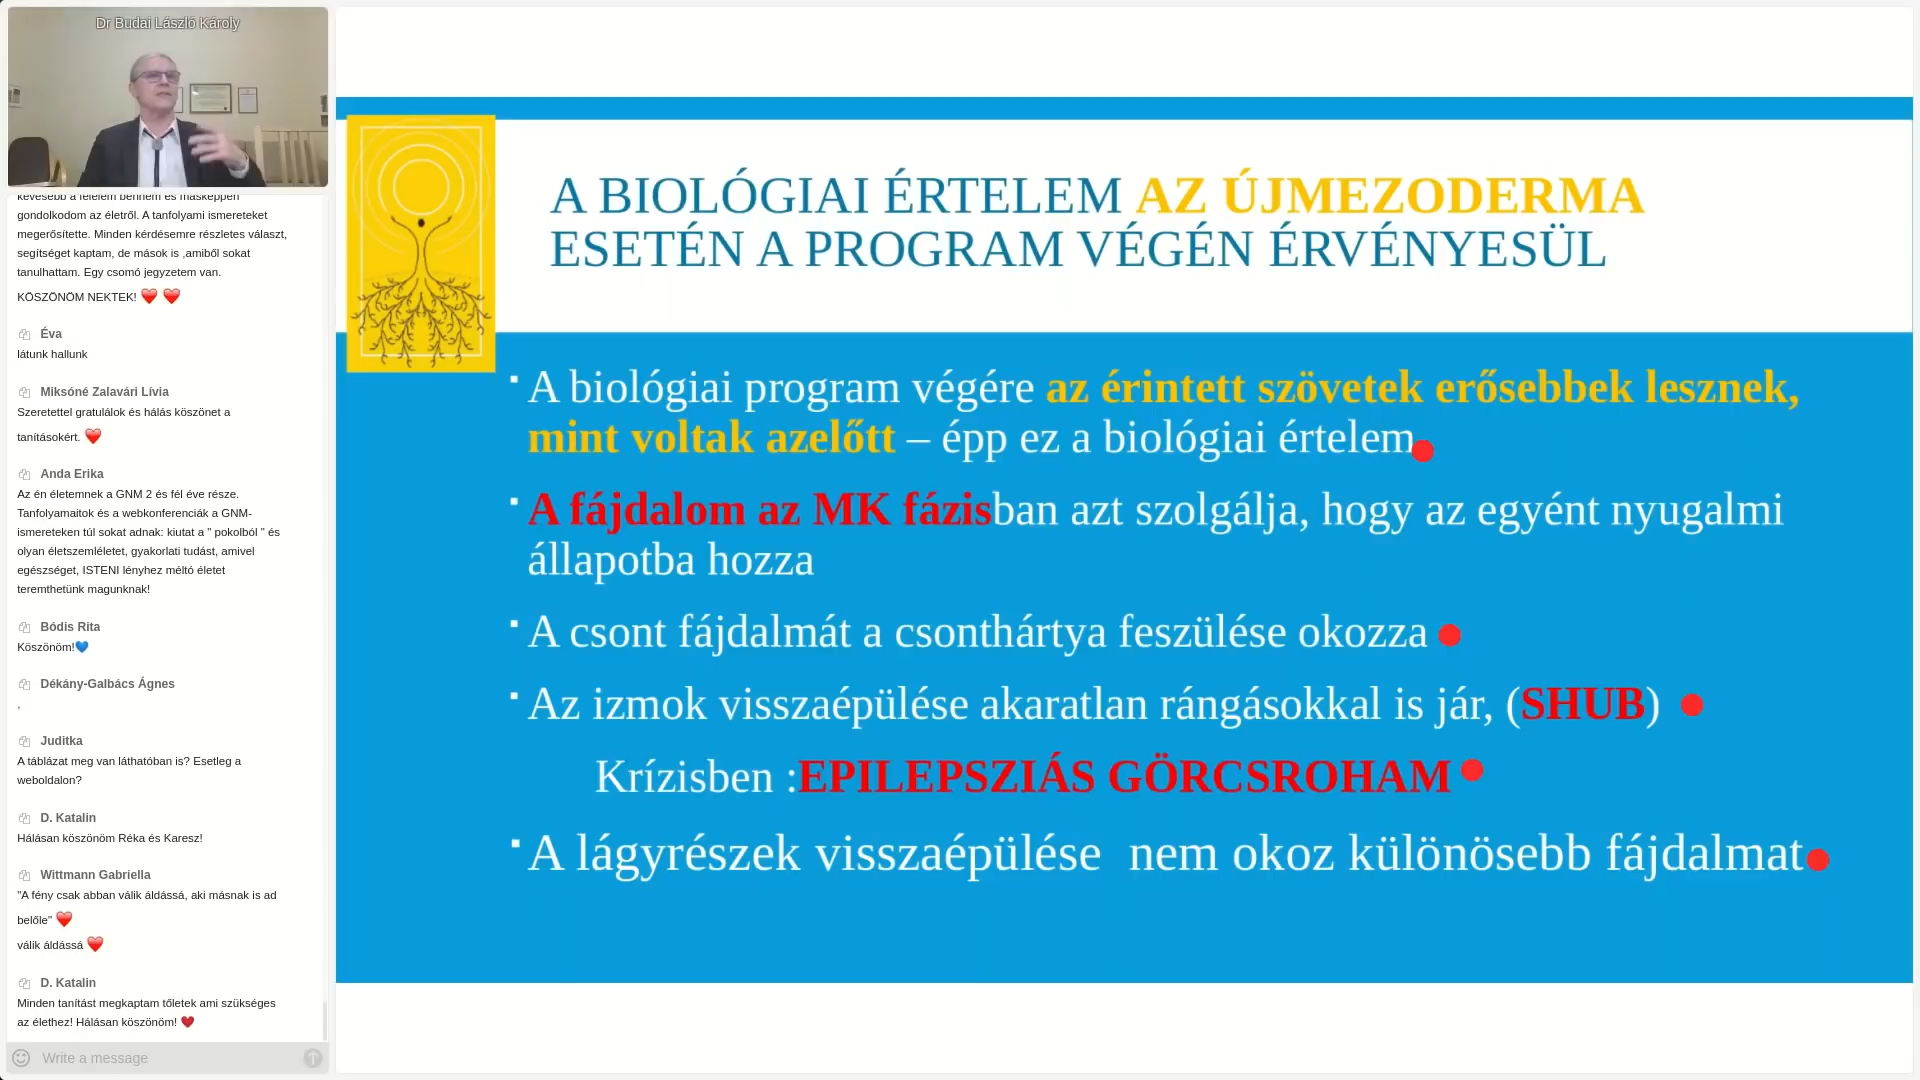 Dr Budai László Károly
kevesebb a félelem bennem és másképpen
gondolkodom az életről. A tanfolyami ismereteket
megerősítette. Minden kérdésemre részletes választ,
segítséget kaptam, de mások is ,amiből sokat
tanulhattam. Egy csomó jegyzetem van.
KÖSZÖNÖM NEKTEK! ❤️ ❤️
Éva
látunk hallunk
Miksóné Zalavári Lívia
Szeretettel gratulálok és hálás köszönet a
tanításokért. ❤️
Anda Erika
Az én életemnek a GNM 2 és fél éve része.
Tanfolyamaitok és a webkonferenciák a GNM-
ismereteken túl sokat adnak: kiutat a " pokolból " és
olyan életszemléletet, gyakorlati tudást, amivel
egészséget, ISTENI lényhez méltó életet
teremthetünk magunknak!
Bódis Rita
Köszönöm!💙
Dékány-Galbács Ágnes
,
Juditka
A táblázat meg van láthatóban is? Esetleg a
weboldalon?
D. Katalin
Hálásan köszönöm Réka és Karesz!
Wittmann Gabriella
"A fény csak abban válik áldássá, aki másnak is ad
belőle" ❤️
válik áldássá ❤️
D. Katalin
Minden tanítást megkaptam tőletek ami szükséges
az élethez! Hálásan köszönöm! ❤️
Write a message
A BIOLÓGIAI ÉRTELEM AZ ÚJMEZODERMA
ESETÉN A PROGRAM VÉGÉN ÉRVÉNYESÜL
▪ A biológiai program végére az érintett szövetek erősebbek lesznek,
mint voltak azelőtt – épp ez a biológiai értelem
▪ A fájdalom az MK fázisban azt szolgálja, hogy az egyént nyugalmi
állapotba hozza
▪ A csont fájdalmát a csonthártya feszülése okozza
▪ Az izmok visszaépülése akaratlan rángásokkal is jár, (SHUB)
Krízisben :EPILEPSZIÁS GÖRCSROHAM
▪ A lágyrészek visszaépülése nem okoz különösebb fájdalmat